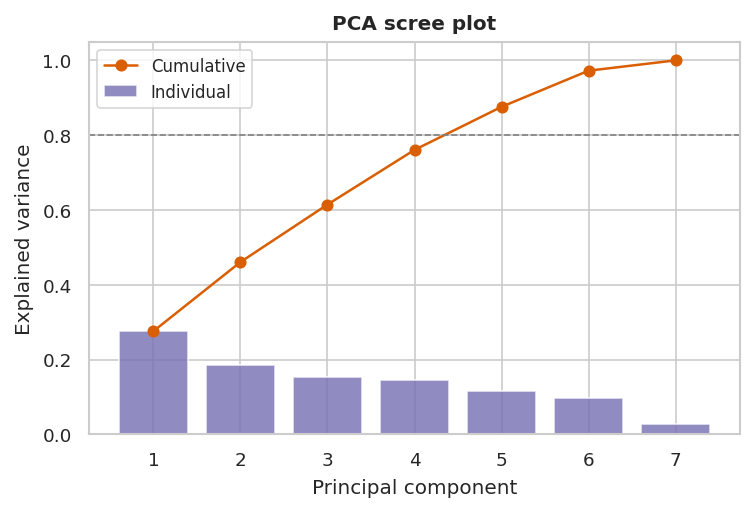 PCA scree plot
Cumulative
Individual
Explained variance
1.0
0.8
0.6
0.4
0.2
0.0
1 2 3 4 5 6 7
Principal component